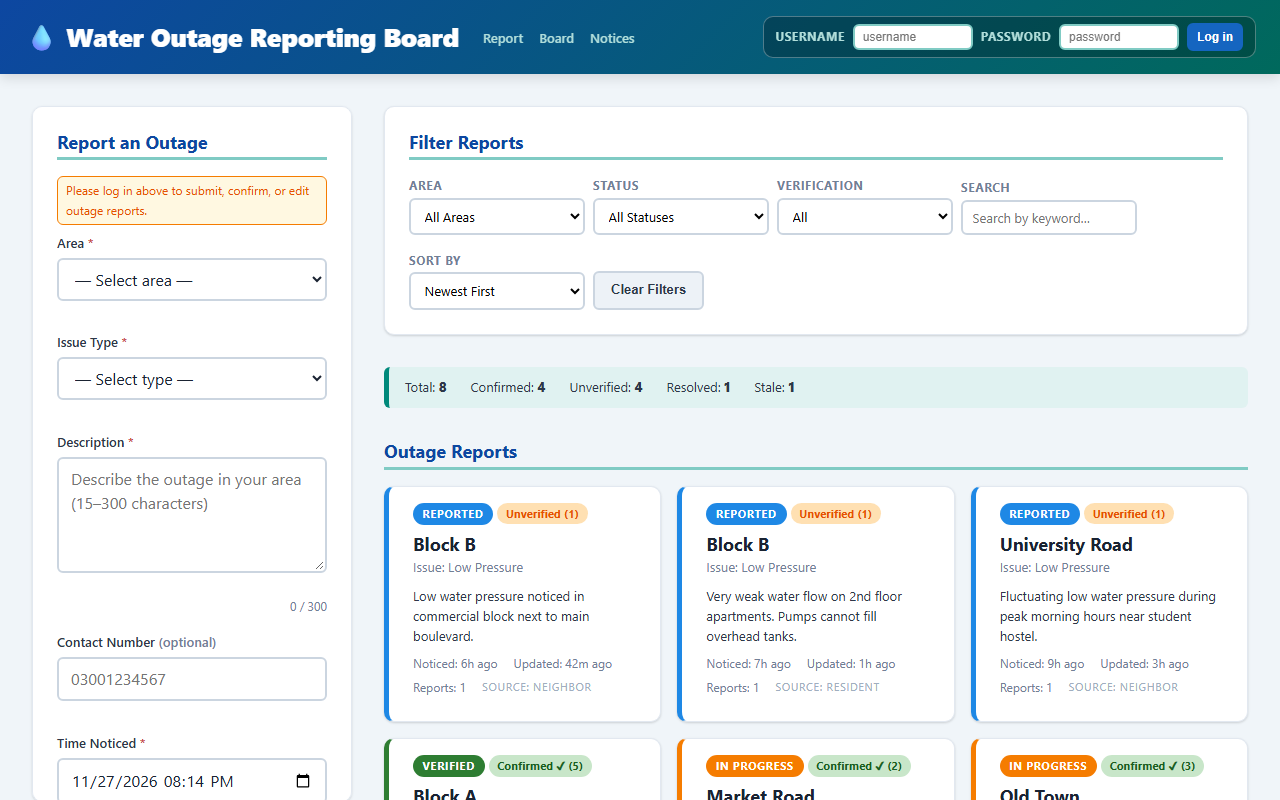 💧 Water Outage Reporting Board Report Board Notices USERNAME username PASSWORD password Log in
Report an Outage
Please log in above to submit, confirm, or edit
outage reports.
Area *
— Select area —
Issue Type *
— Select type —
Description *
Describe the outage in your area
(15–300 characters)
0 / 300
Contact Number (optional)
03001234567
Time Noticed *
11/27/2026 08:14 PM
Filter Reports
AREA STATUS VERIFICATION SEARCH
All Areas All Statuses All Search by keyword...
SORT BY
Newest First Clear Filters
Total: 8 Confirmed: 4 Unverified: 4 Resolved: 1 Stale: 1
Outage Reports
REPORTED Unverified (1)
Block B
Issue: Low Pressure
Low water pressure noticed in
commercial block next to main
boulevard.
Noticed: 6h ago Updated: 42m ago
Reports: 1 SOURCE: NEIGHBOR
REPORTED Unverified (1)
Block B
Issue: Low Pressure
Very weak water flow on 2nd floor
apartments. Pumps cannot fill
overhead tanks.
Noticed: 7h ago Updated: 1h ago
Reports: 1 SOURCE: RESIDENT
REPORTED Unverified (1)
University Road
Issue: Low Pressure
Fluctuating low water pressure during
peak morning hours near student
hostel.
Noticed: 9h ago Updated: 3h ago
Reports: 1 SOURCE: NEIGHBOR
VERIFIED Confirmed ✓ (5)
Block A
IN PROGRESS Confirmed ✓ (2)
Market Road
IN PROGRESS Confirmed ✓ (3)
Old Town